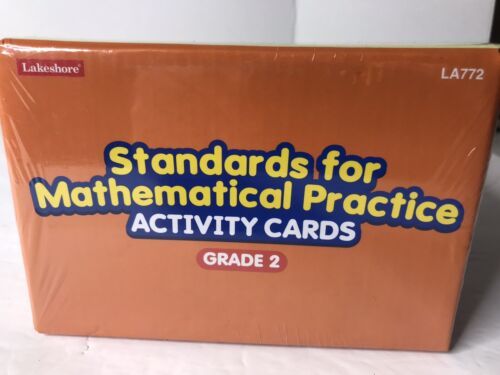 Lakeshore®
LA772
Standards for
Mathematical Practice
ACTIVITY CARDS
GRADE 2